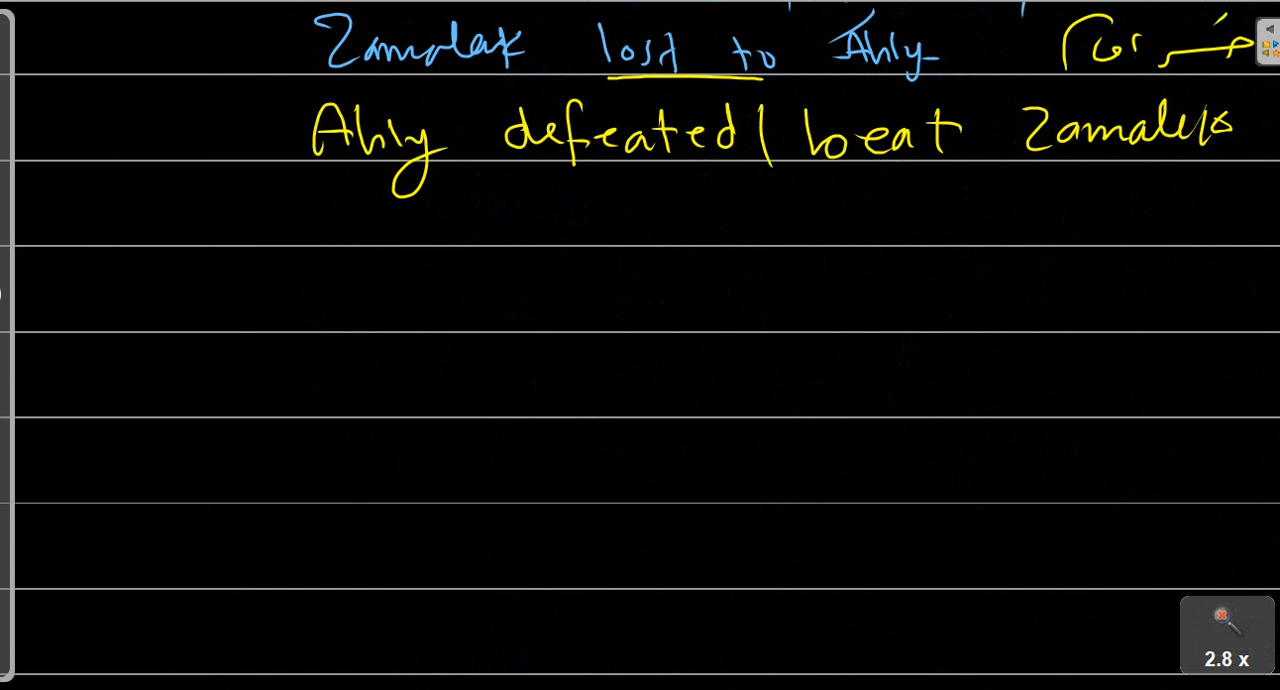 Zamalek lost to Ahly
Ahly defeated / beat Zamalek
2.8 x